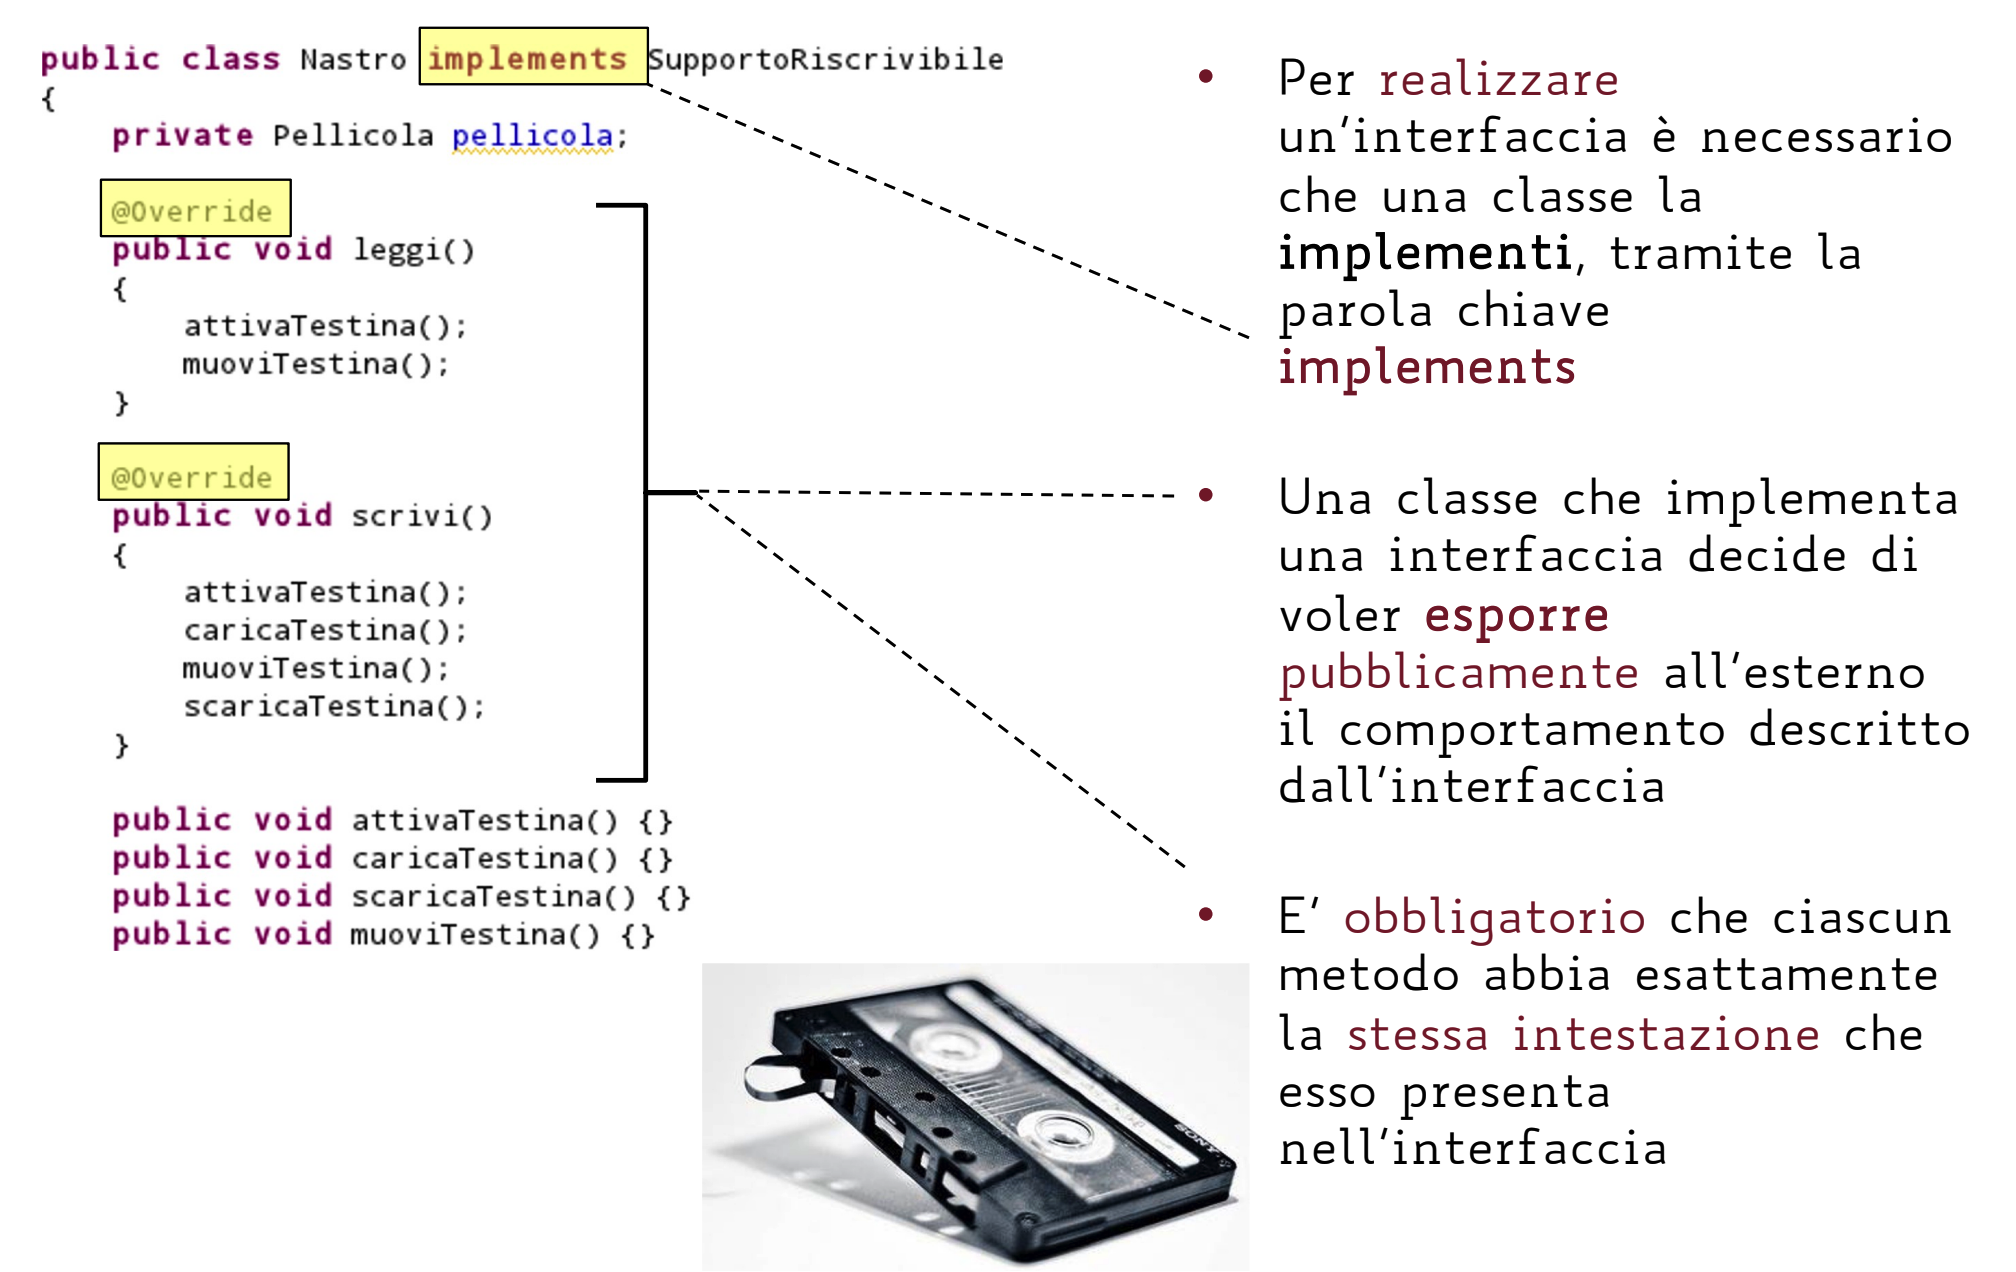 public class Nastro implements SupportoRiscrivibile
{
private Pellicola pellicola;
@Override
public void leggi()
{
attivaTestina();
muoviTestina();
}
@Override
public void scrivi()
{
attivaTestina();
caricaTestina();
muoviTestina();
scaricaTestina();
}
public void attivaTestina() {}
public void caricaTestina() {}
public void scaricaTestina() {}
public void muoviTestina() {}
• Per realizzare
un'interfaccia è necessario
che una classe la
implementi, tramite la
parola chiave
implements
• Una classe che implementa
una interfaccia decide di
voler esporre
pubblicamente all'esterno
il comportamento descritto
dall'interfaccia
• E' obbligatorio che ciascun
metodo abbia esattamente
la stessa intestazione che
esso presenta
nell'interfaccia
SONY